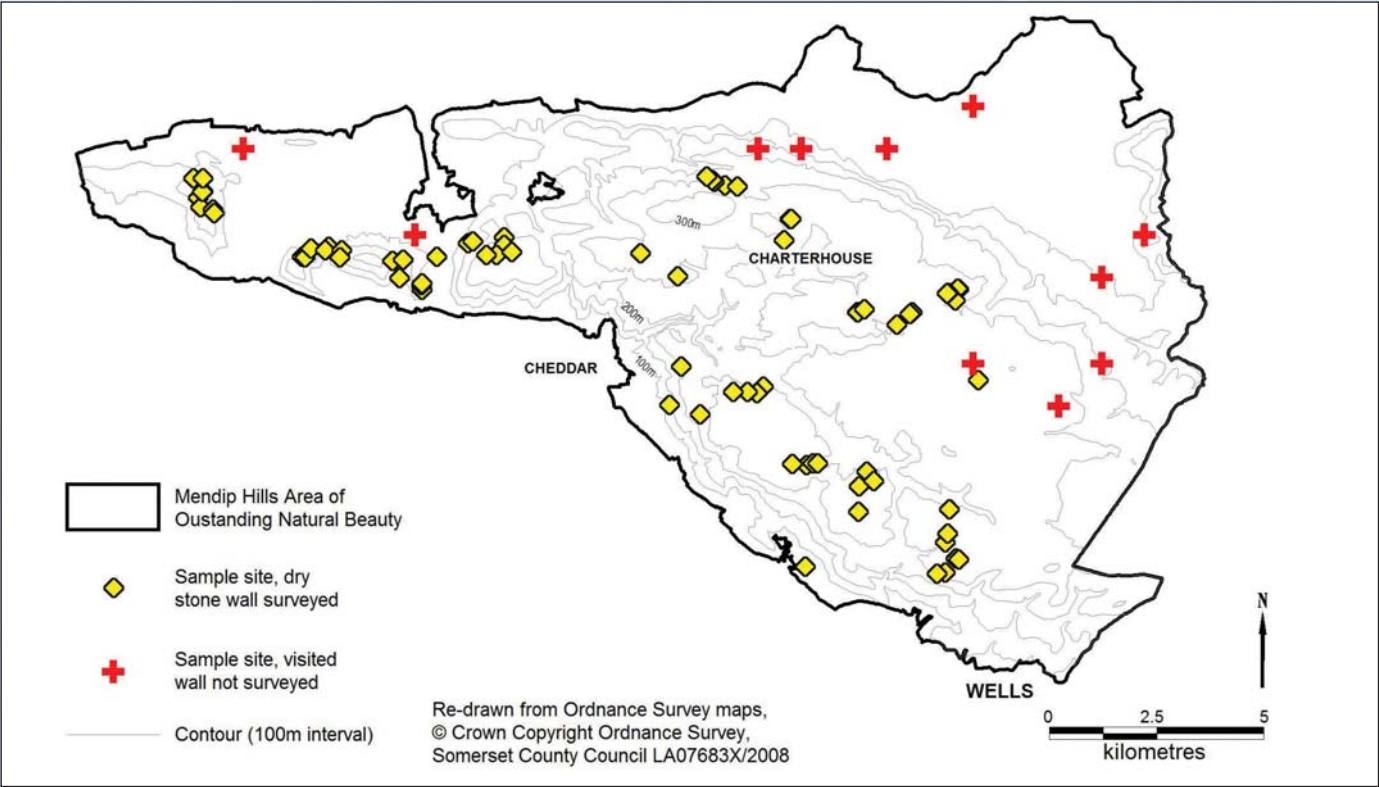 300m
CHARTERHOUSE
200m
100m
CHEDDAR
Mendip Hills Area of
Oustanding Natural Beauty
Sample site, dry
stone wall surveyed
Sample site, visited
wall not surveyed
Contour (100m interval)
Re-drawn from Ordnance Survey maps,
© Crown Copyright Ordnance Survey,
Somerset County Council LA07683X/2008
WELLS
N
0 2.5 5
kilometres